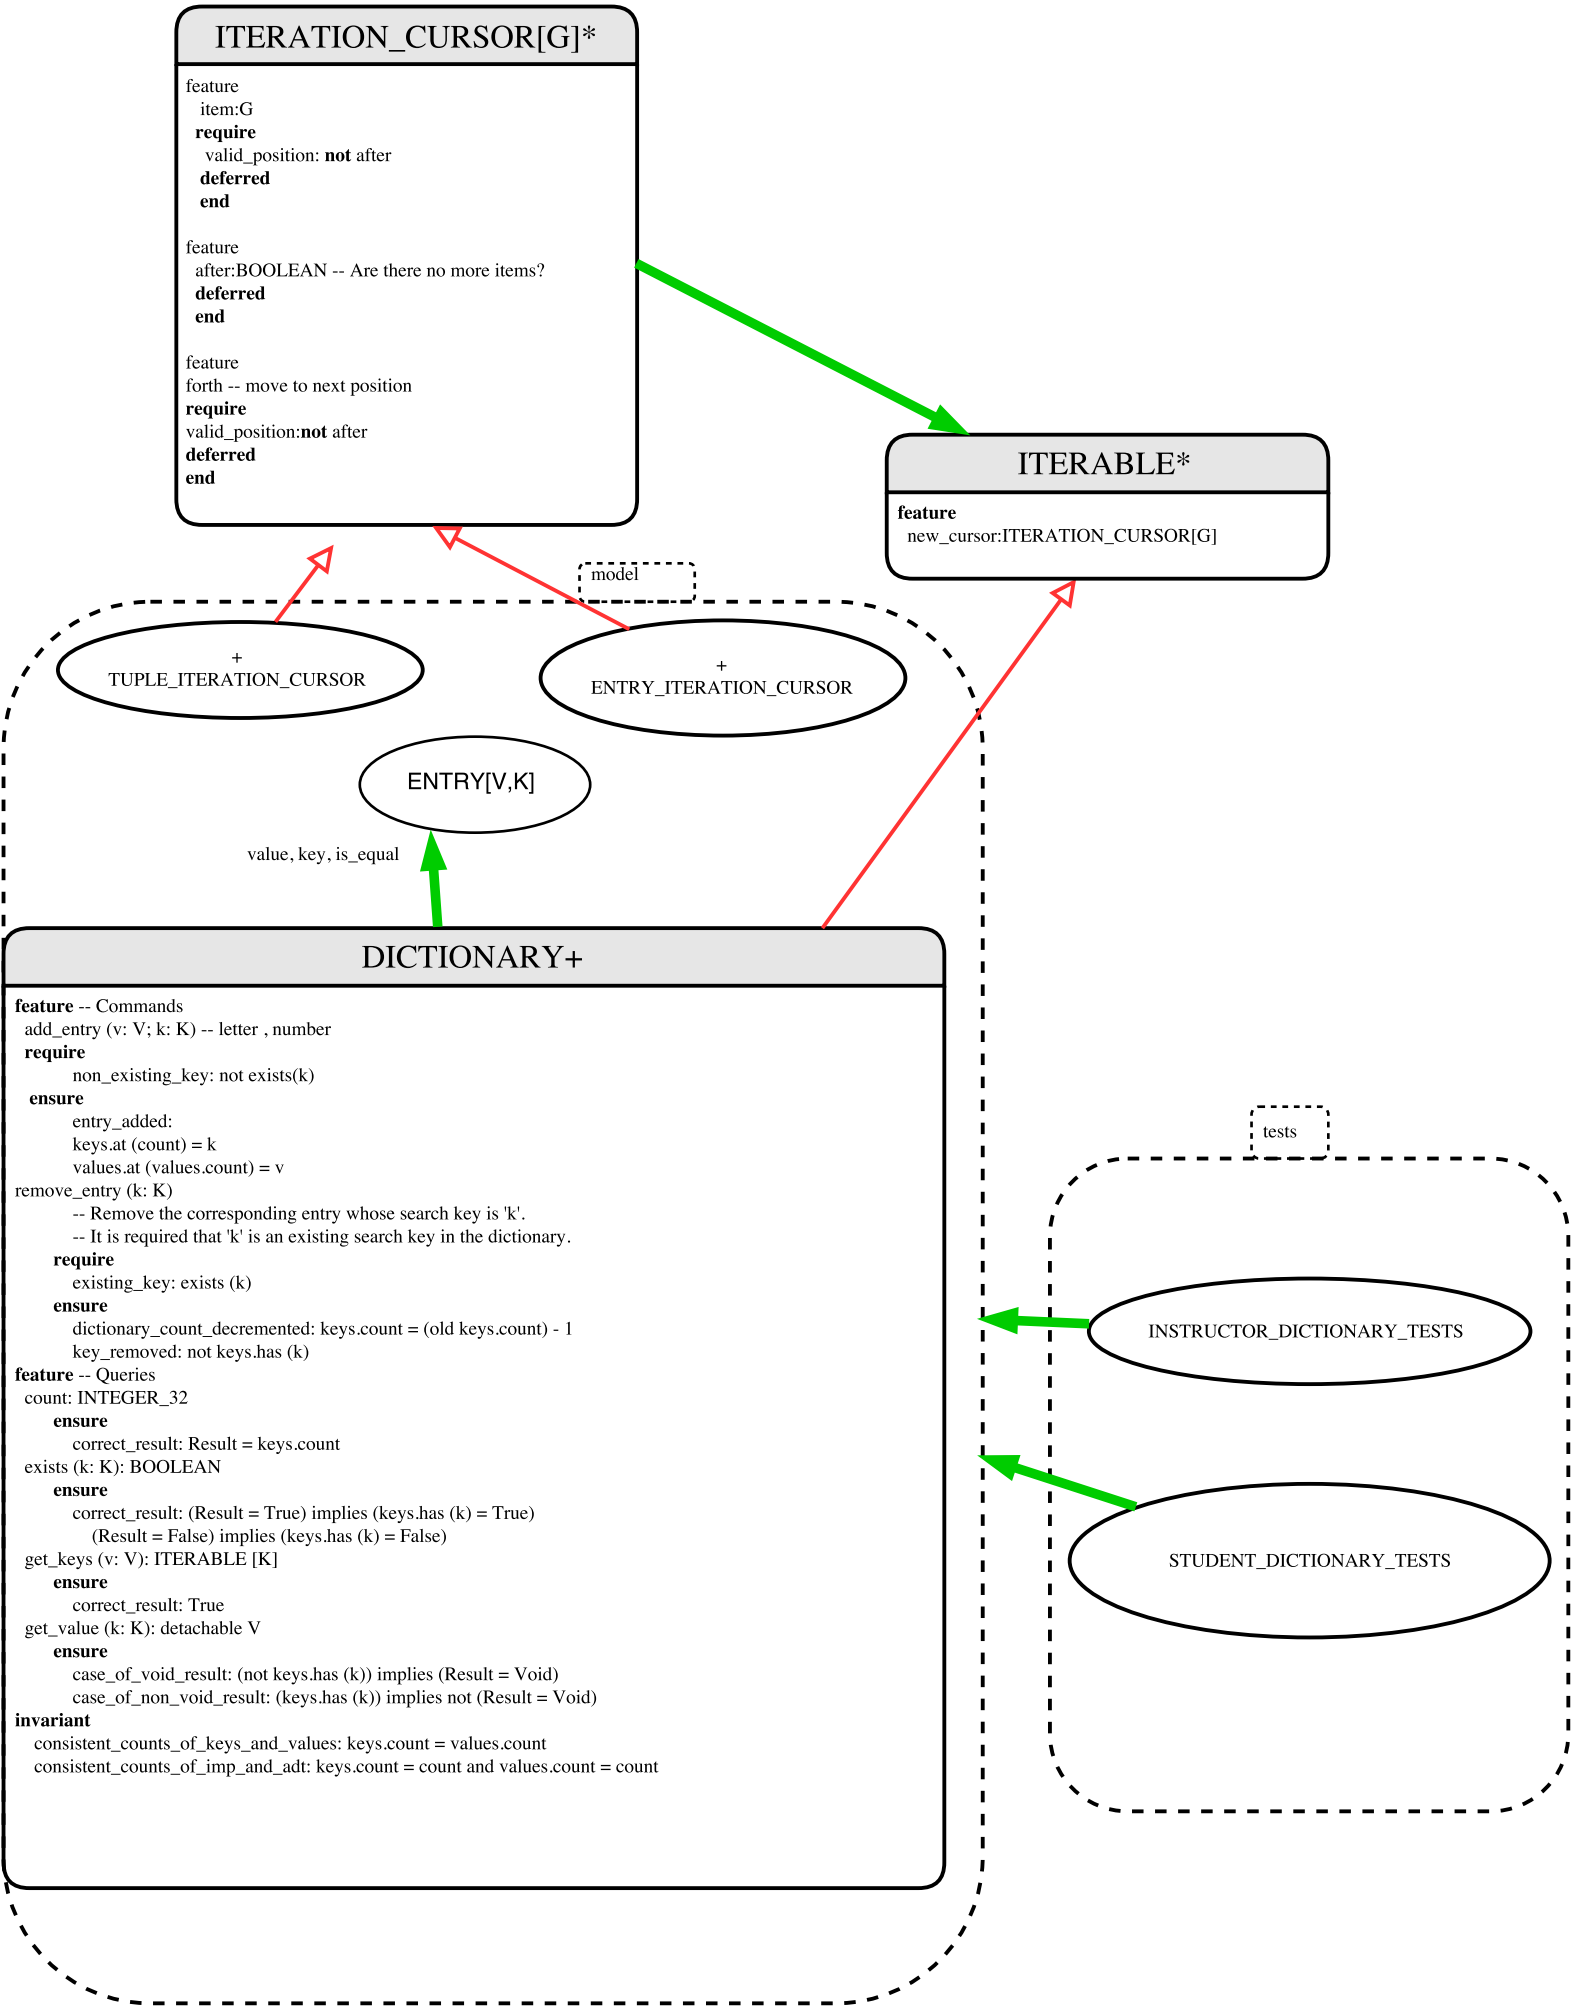 ITERATION_CURSOR[G]*
feature
item:G
require
valid_position: not after
deferred
end
feature
after:BOOLEAN -- Are there no more items?
deferred
end
feature
forth -- move to next position
require
valid_position:not after
deferred
end
ITERABLE*
feature
new_cursor:ITERATION_CURSOR[G]
model
+
TUPLE_ITERATION_CURSOR
+
ENTRY_ITERATION_CURSOR
ENTRY[V,K]
value, key, is_equal
DICTIONARY+
feature -- Commands
add_entry (v: V; k: K) -- letter , number
require
non_existing_key: not exists(k)
ensure
entry_added:
keys.at (count) = k
values.at (values.count) = v
remove_entry (k: K)
-- Remove the corresponding entry whose search key is 'k'.
-- It is required that 'k' is an existing search key in the dictionary.
require
existing_key: exists (k)
ensure
dictionary_count_decremented: keys.count = (old keys.count) - 1
key_removed: not keys.has (k)
feature -- Queries
count: INTEGER_32
ensure
correct_result: Result = keys.count
exists (k: K): BOOLEAN
ensure
correct_result: (Result = True) implies (keys.has (k) = True)
(Result = False) implies (keys.has (k) = False)
get_keys (v: V): ITERABLE [K]
ensure
correct_result: True
get_value (k: K): detachable V
ensure
case_of_void_result: (not keys.has (k)) implies (Result = Void)
case_of_non_void_result: (keys.has (k)) implies not (Result = Void)
invariant
consistent_counts_of_keys_and_values: keys.count = values.count
consistent_counts_of_imp_and_adt: keys.count = count and values.count = count
tests
INSTRUCTOR_DICTIONARY_TESTS
STUDENT_DICTIONARY_TESTS